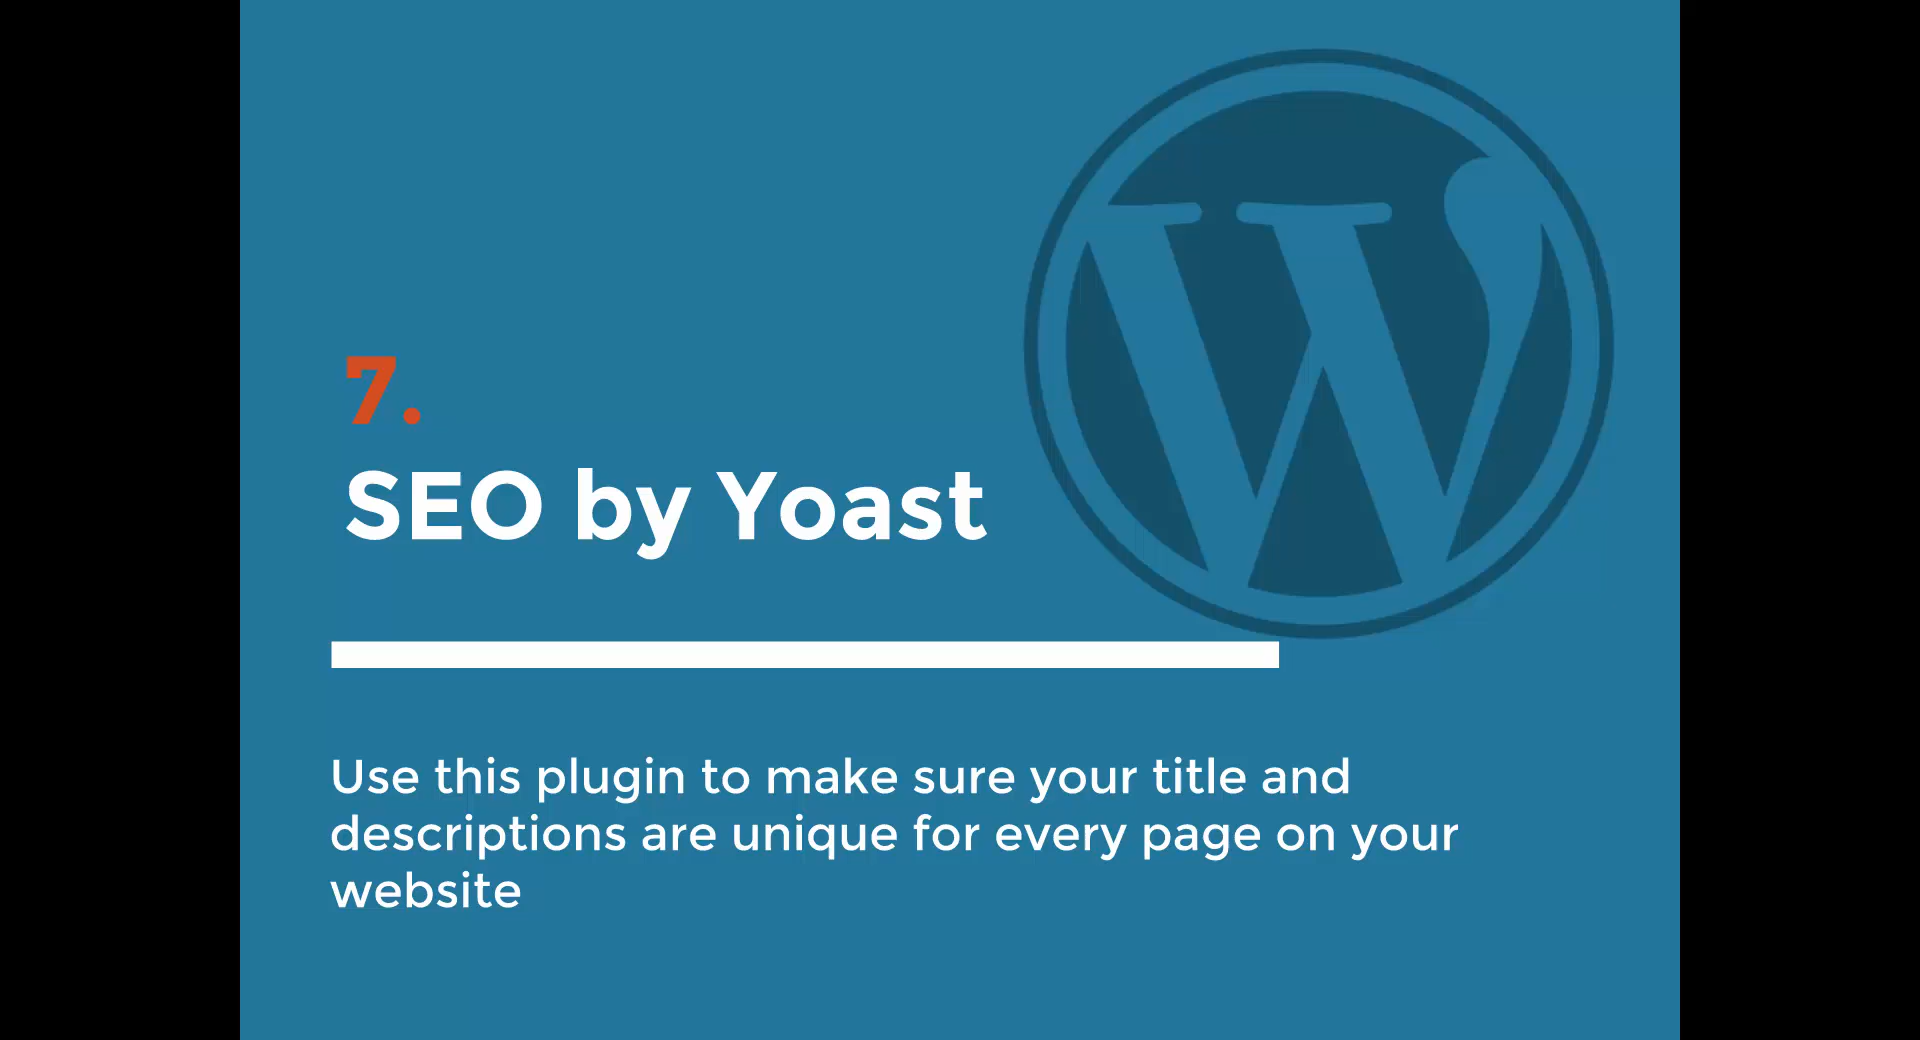 7.
SEO by Yoast
Use this plugin to make sure your title and
descriptions are unique for every page on your
website